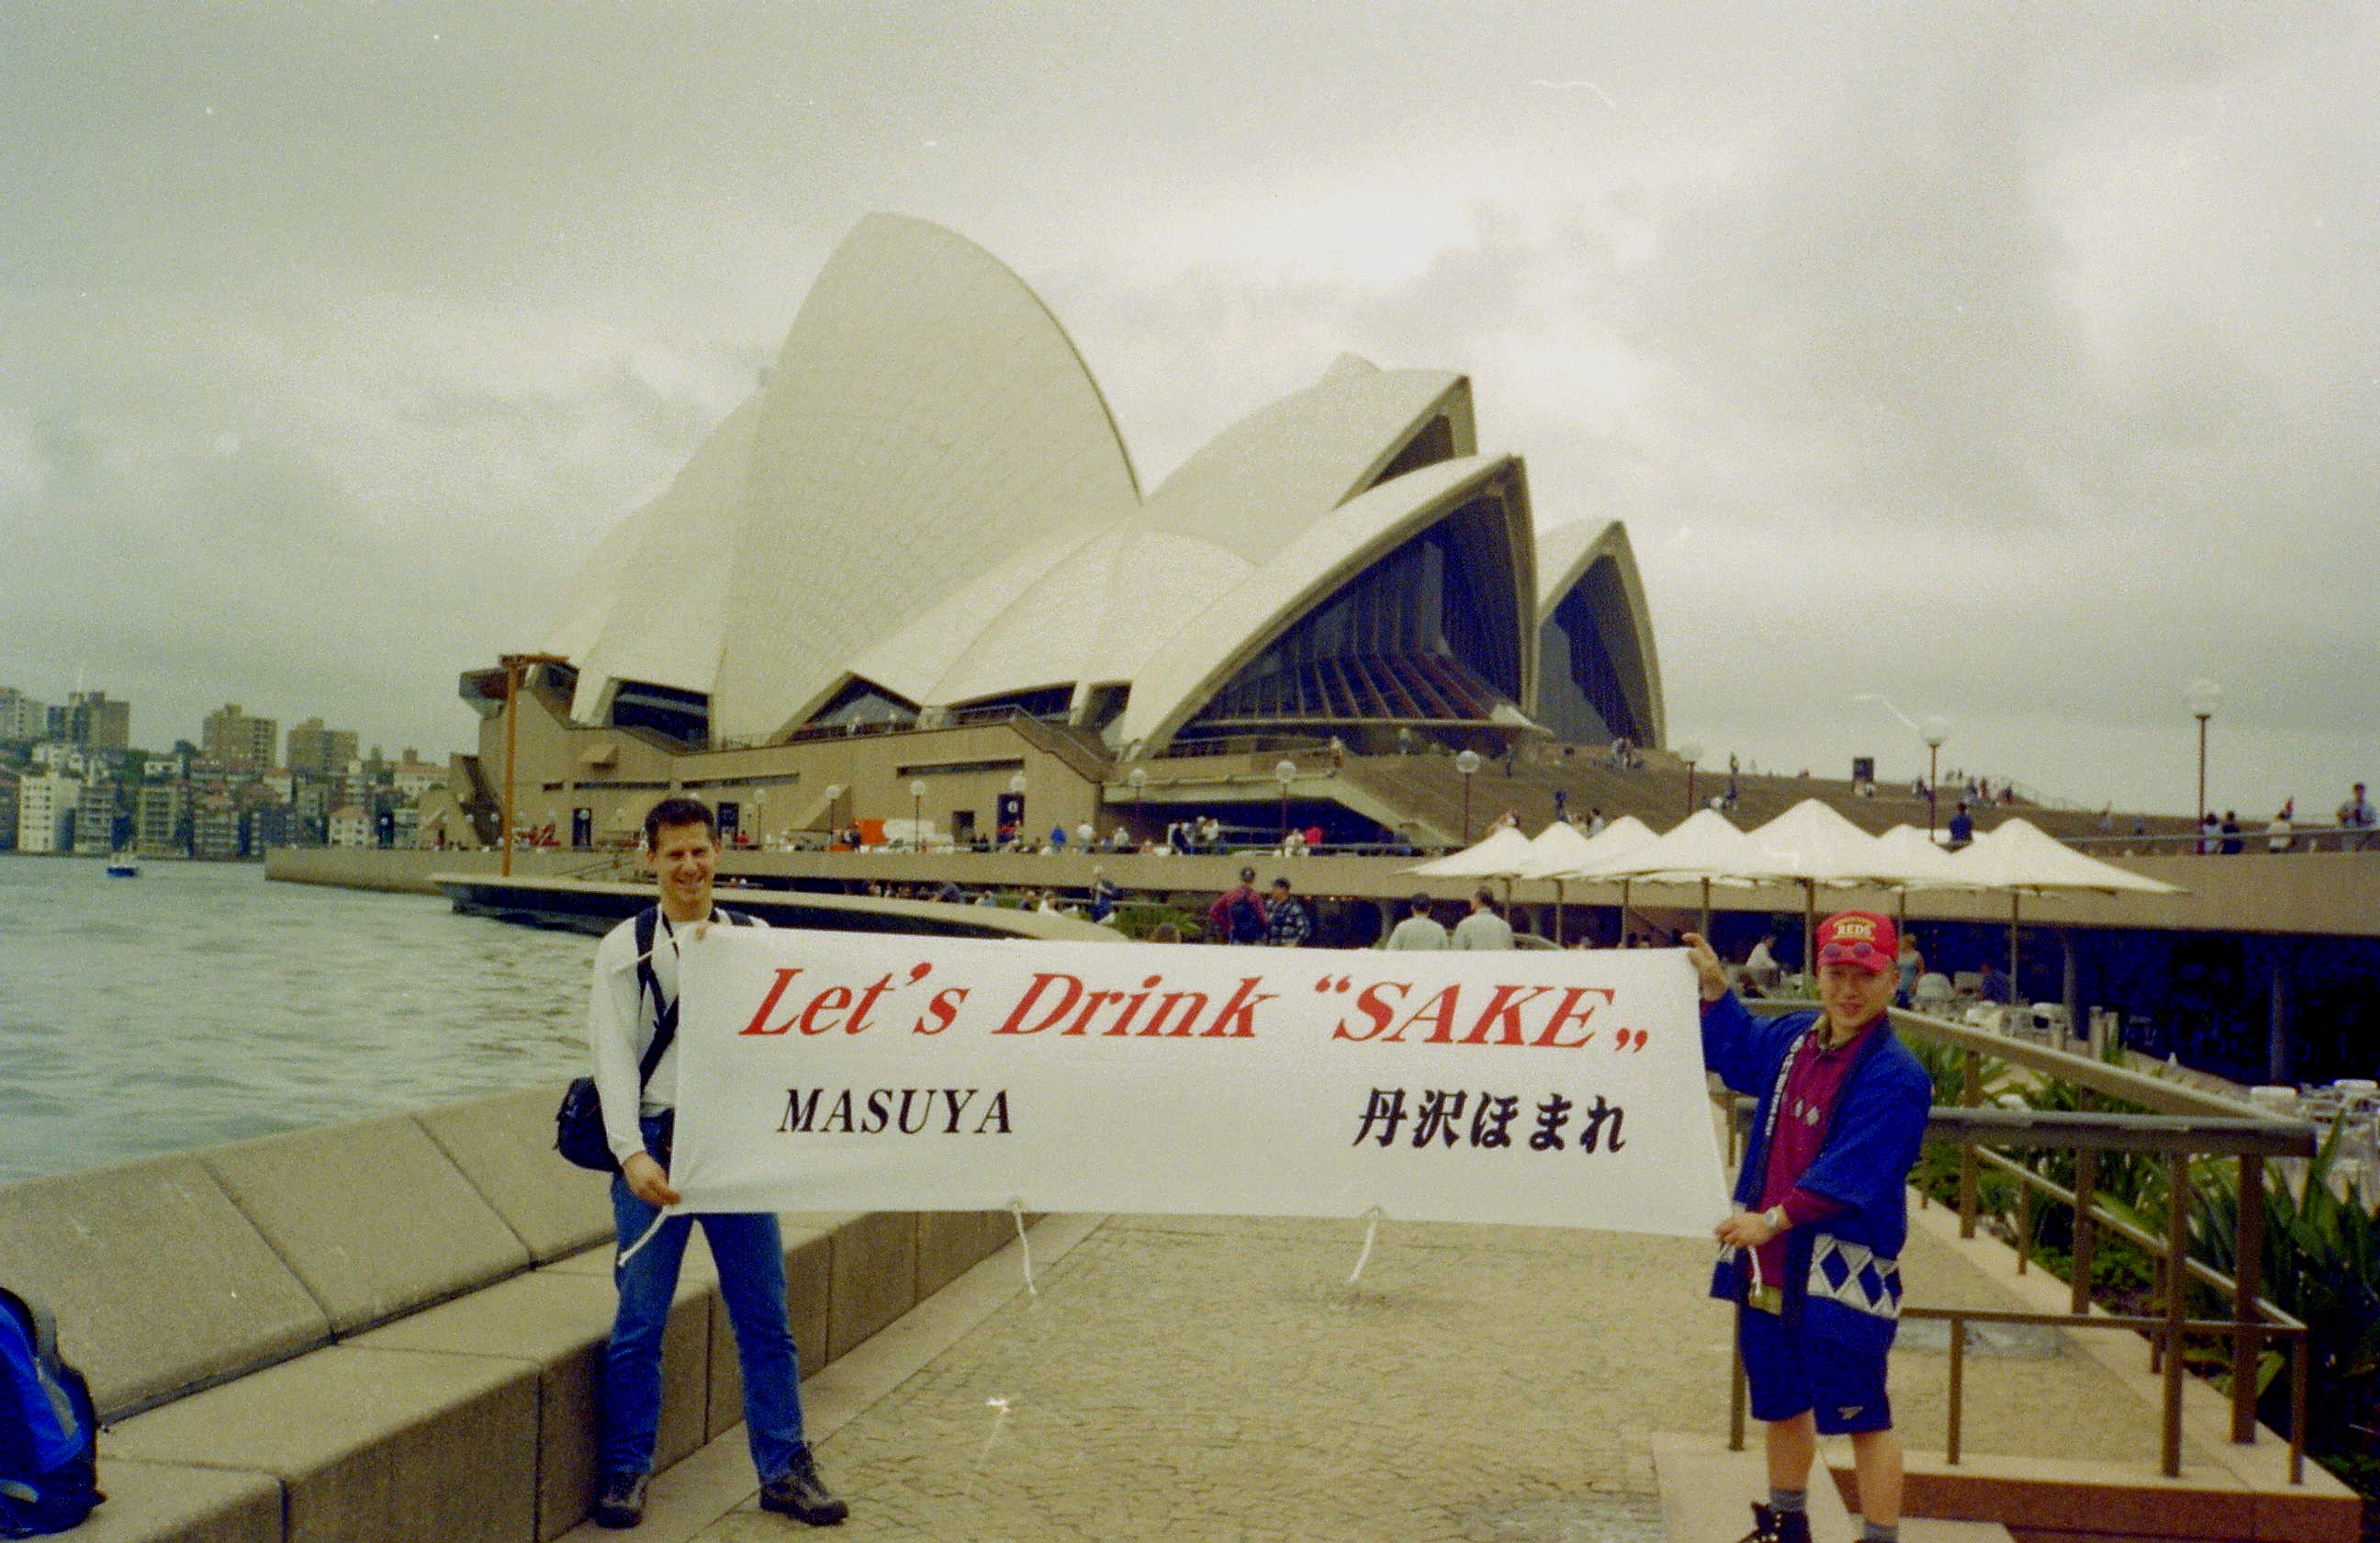 Let's Drink “SAKE„
MASUYA 丹沢ほまれ
REDS